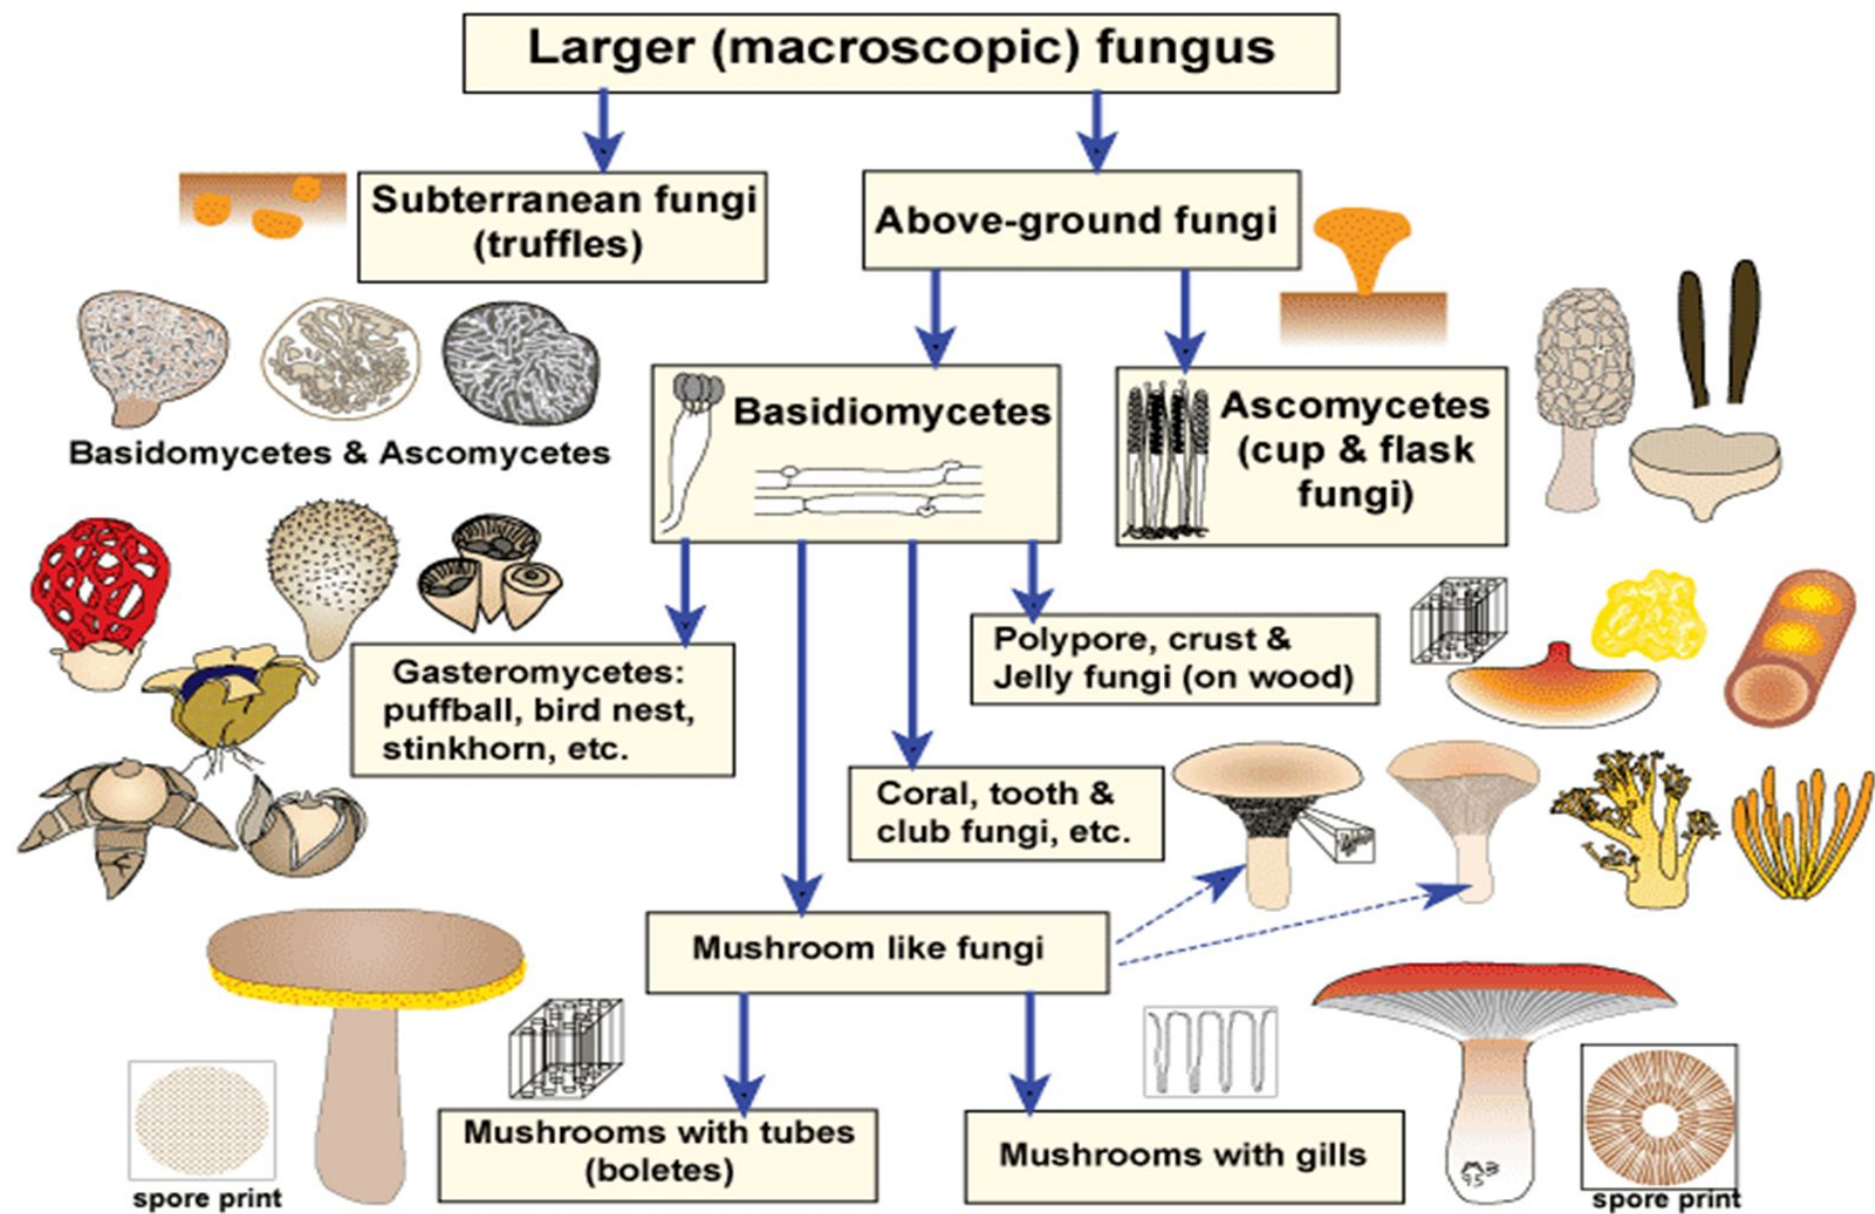 Larger (macroscopic) fungus
Subterranean fungi
(truffles)
Above-ground fungi
Basidomycetes & Ascomycetes
Basidiomycetes
Ascomycetes
(cup & flask
fungi)
Gasteromycetes:
puffball, bird nest,
stinkhorn, etc.
Polypore, crust &
Jelly fungi (on wood)
Coral, tooth &
club fungi, etc.
Mushroom like fungi
Mushrooms with tubes
(boletes)
Mushrooms with gills
spore print
spore print